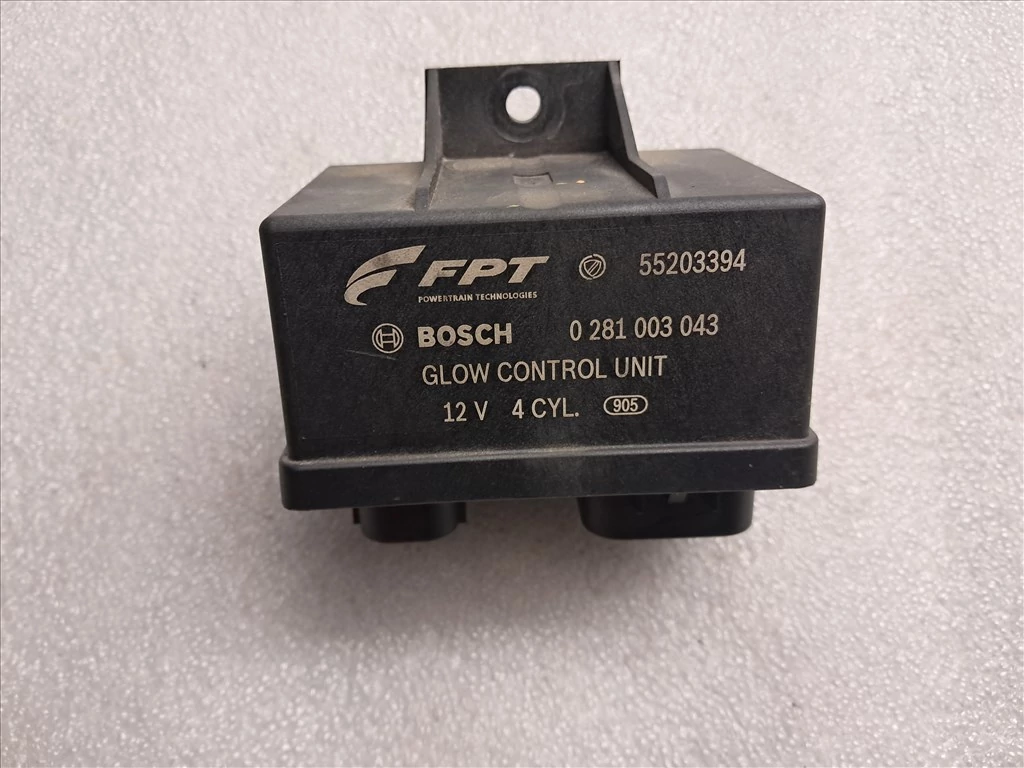 FPT 55203394
POWERTRAIN TECHNOLOGIES
BOSCH 0 281 003 043
GLOW CONTROL UNIT
12 V 4 CYL. 905